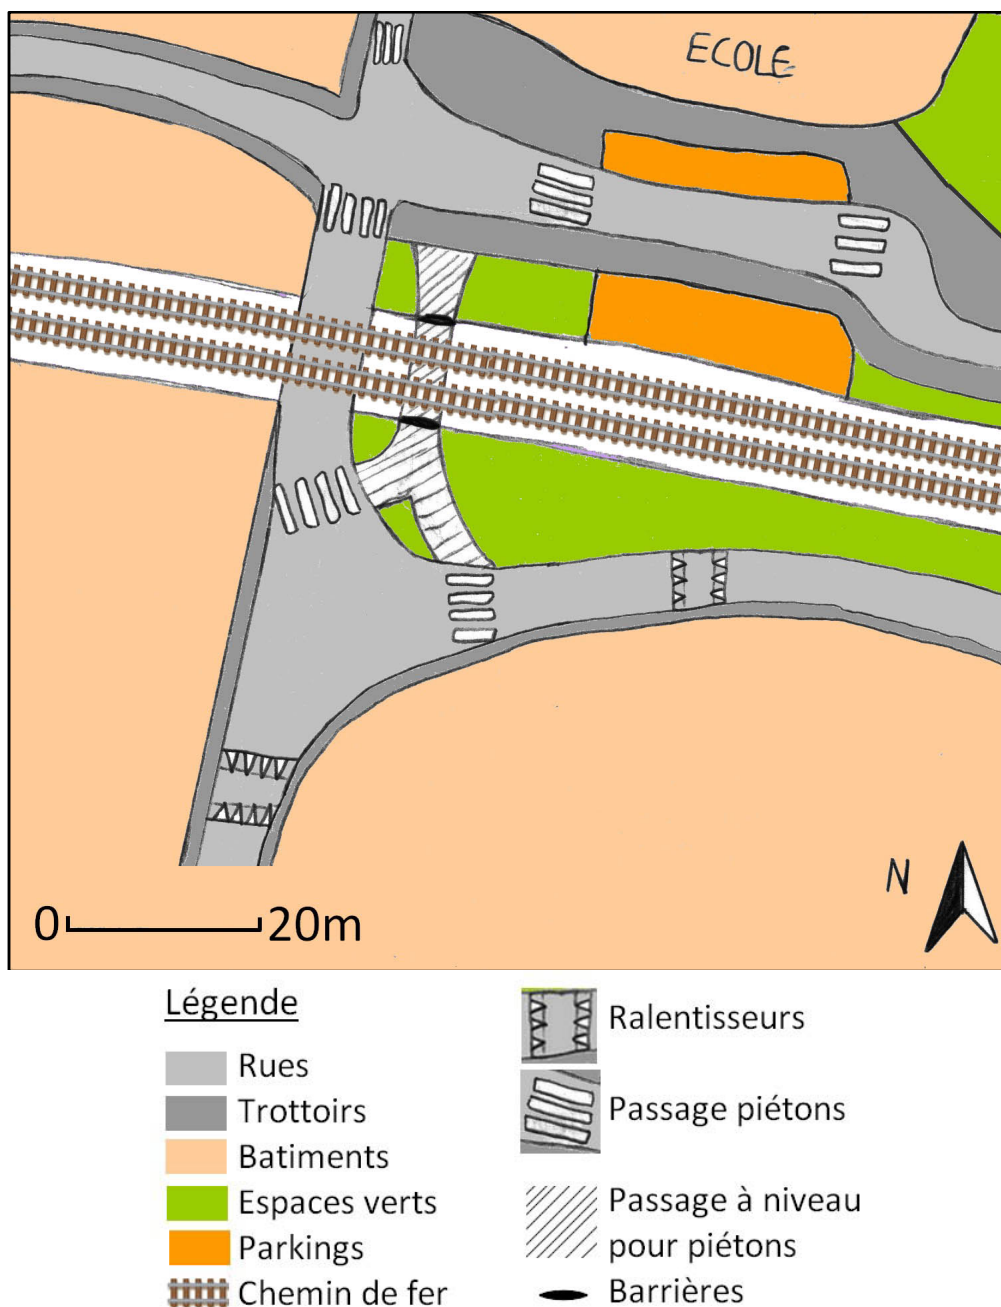 ECOLE
N
0 20m
Légende
Rues
Trottoirs
Batiments
Espaces verts
Parkings
Chemin de fer
Ralentisseurs
Passage piétons
Passage à niveau
pour piétons
Barrières